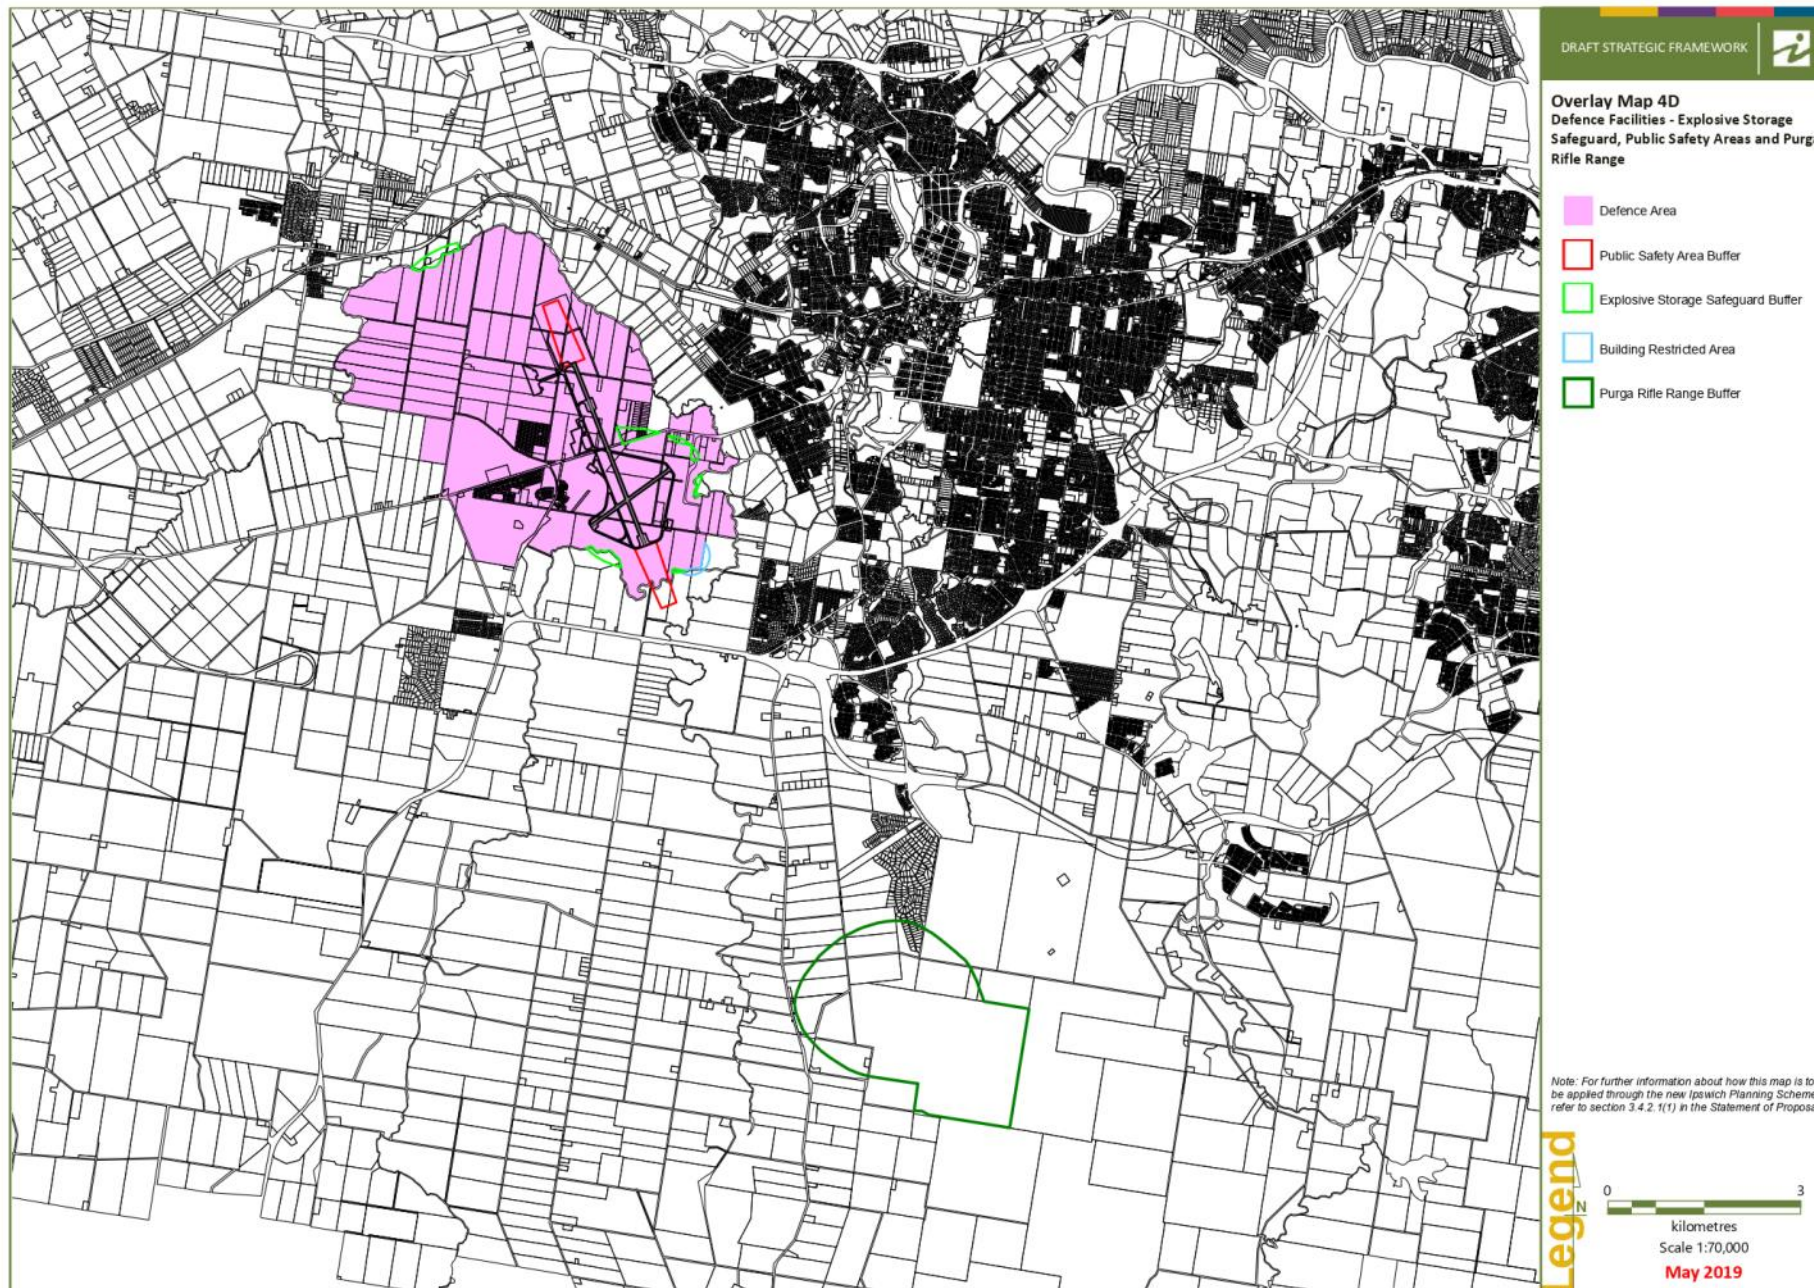 DRAFT STRATEGIC FRAMEWORK
Overlay Map 4D
Defence Facilities - Explosive Storage
Safeguard, Public Safety Areas and Purg
Rifle Range
Defence Area
Public Safety Area Buffer
Explosive Storage Safeguard Buffer
Building Restricted Area
Purga Rifle Range Buffer
Note: For further information about how this map is to
be applied through the new Ipswich Planning Scheme
refer to section 3.4.2.1(1) in the Statement of Proposa
Legend
N
0 3
kilometres
Scale 1:70,000
May 2019